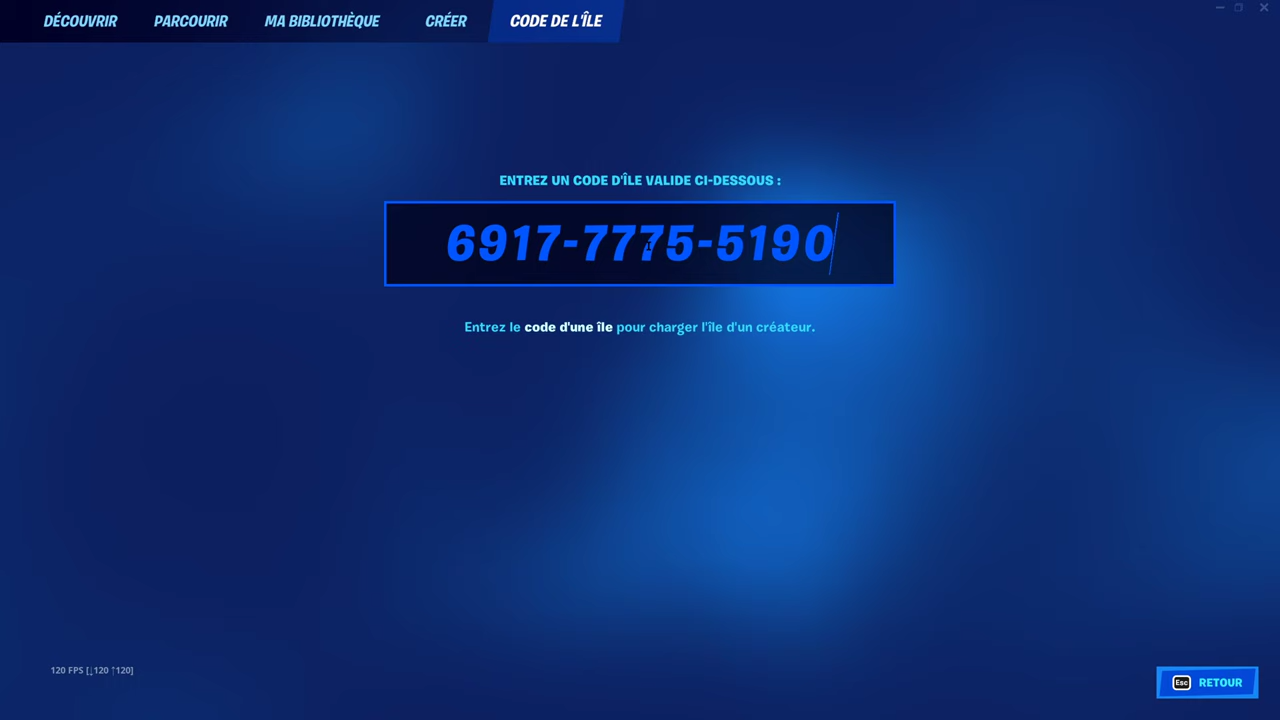 DÉCOUVRIR PARCOURIR MA BIBLIOTHÈQUE CRÉER CODE DE L'ÎLE
ENTREZ UN CODE D'ÎLE VALIDE CI-DESSOUS :
6917-7775-5190
Entrez le code d'une île pour charger l'île d'un créateur.
120 FPS [↓120 ↑120]
Esc RETOUR